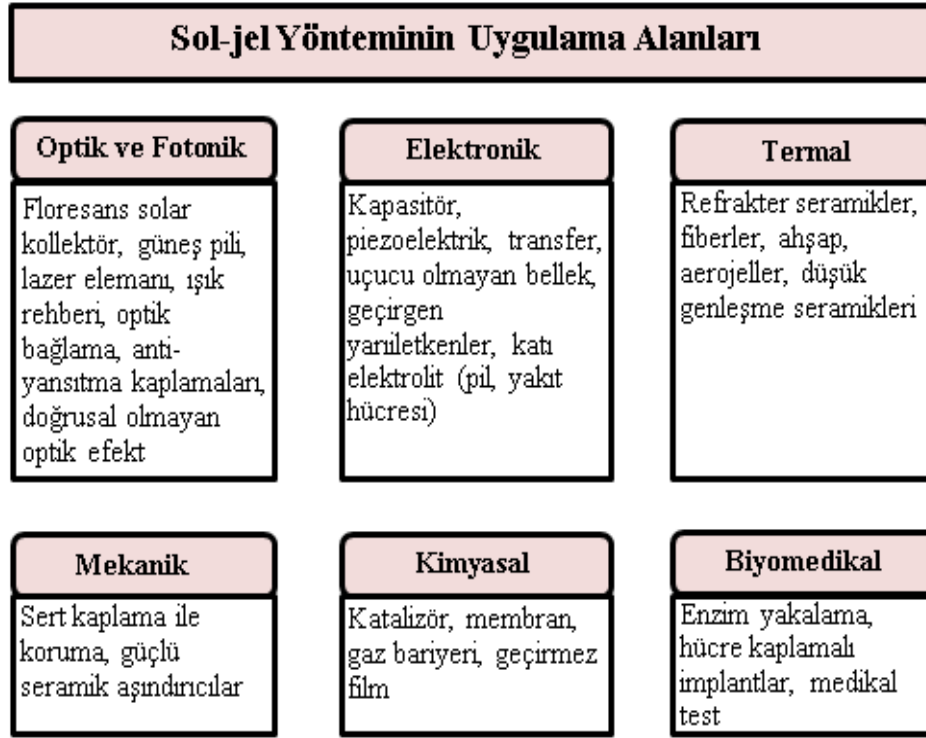 Sol-jel Yönteminin Uygulama Alanları
Optik ve Fotonik
Floresans solar
kollektör, güneş pili,
lazer elemanı, ışık
rehberi, optik
bağlama, anti-
yansıtma kaplamaları,
doğrusal olmayan
optik efekt
Elektronik
Kapasitör,
piezoelektrik, transfer,
uçucu olmayan bellek,
geçirgen
yarıiletkenler, katı
elektrolit (pil, yakıt
hücresi)
Termal
Refrakter seramikler,
fiberler, ahşap,
aerojeller, düşük
genleşme seramikleri
Mekanik
Sert kaplama ile
koruma, güçlü
seramik aşındırıcılar
Kimyasal
Katalizör, membran,
gaz bariyeri, geçirmez
film
Biyomedikal
Enzim yakalama,
hücre kaplamalı
implantlar, medikal
test